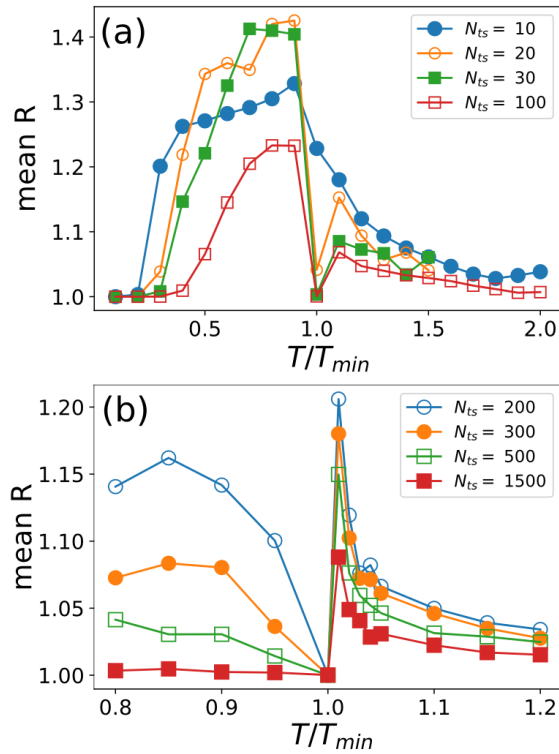 (a)
N_ts = 10
N_ts = 20
N_ts = 30
N_ts = 100
mean R
1.4
1.3
1.2
1.1
1.0
0.5 1.0 1.5 2.0
T/T_min
(b)
N_ts = 200
N_ts = 300
N_ts = 500
N_ts = 1500
mean R
1.20
1.15
1.10
1.05
1.00
0.8 0.9 1.0 1.1 1.2
T/T_min